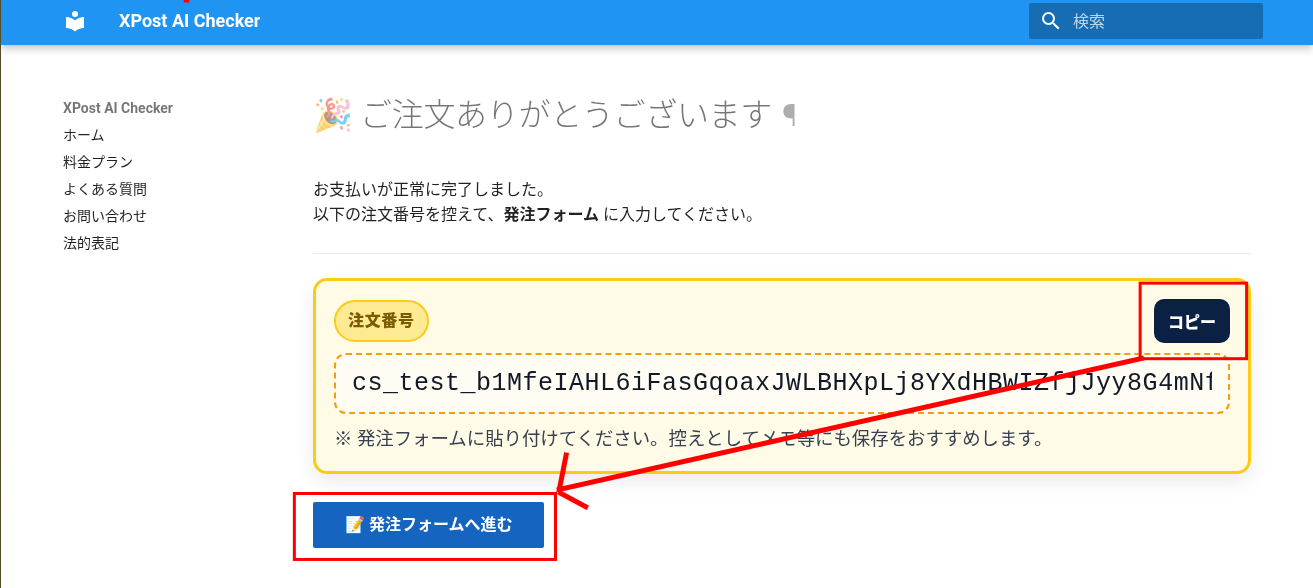 XPost AI Checker
検索
XPost AI Checker
ホーム
料金プラン
よくある質問
お問い合わせ
法的表記
🎉 ご注文ありがとうございます ¶
お支払いが正常に完了しました。
以下の注文番号を控えて、発注フォーム に入力してください。
注文番号
コピー
cs_test_b1MfeIAHL6iFasGqoaxJWLBHXpLj8YXdHBWIZfjJyy8G4mN
※ 発注フォームに貼り付けてください。控えとしてメモ等にも保存をおすすめします。
📝 発注フォームへ進む